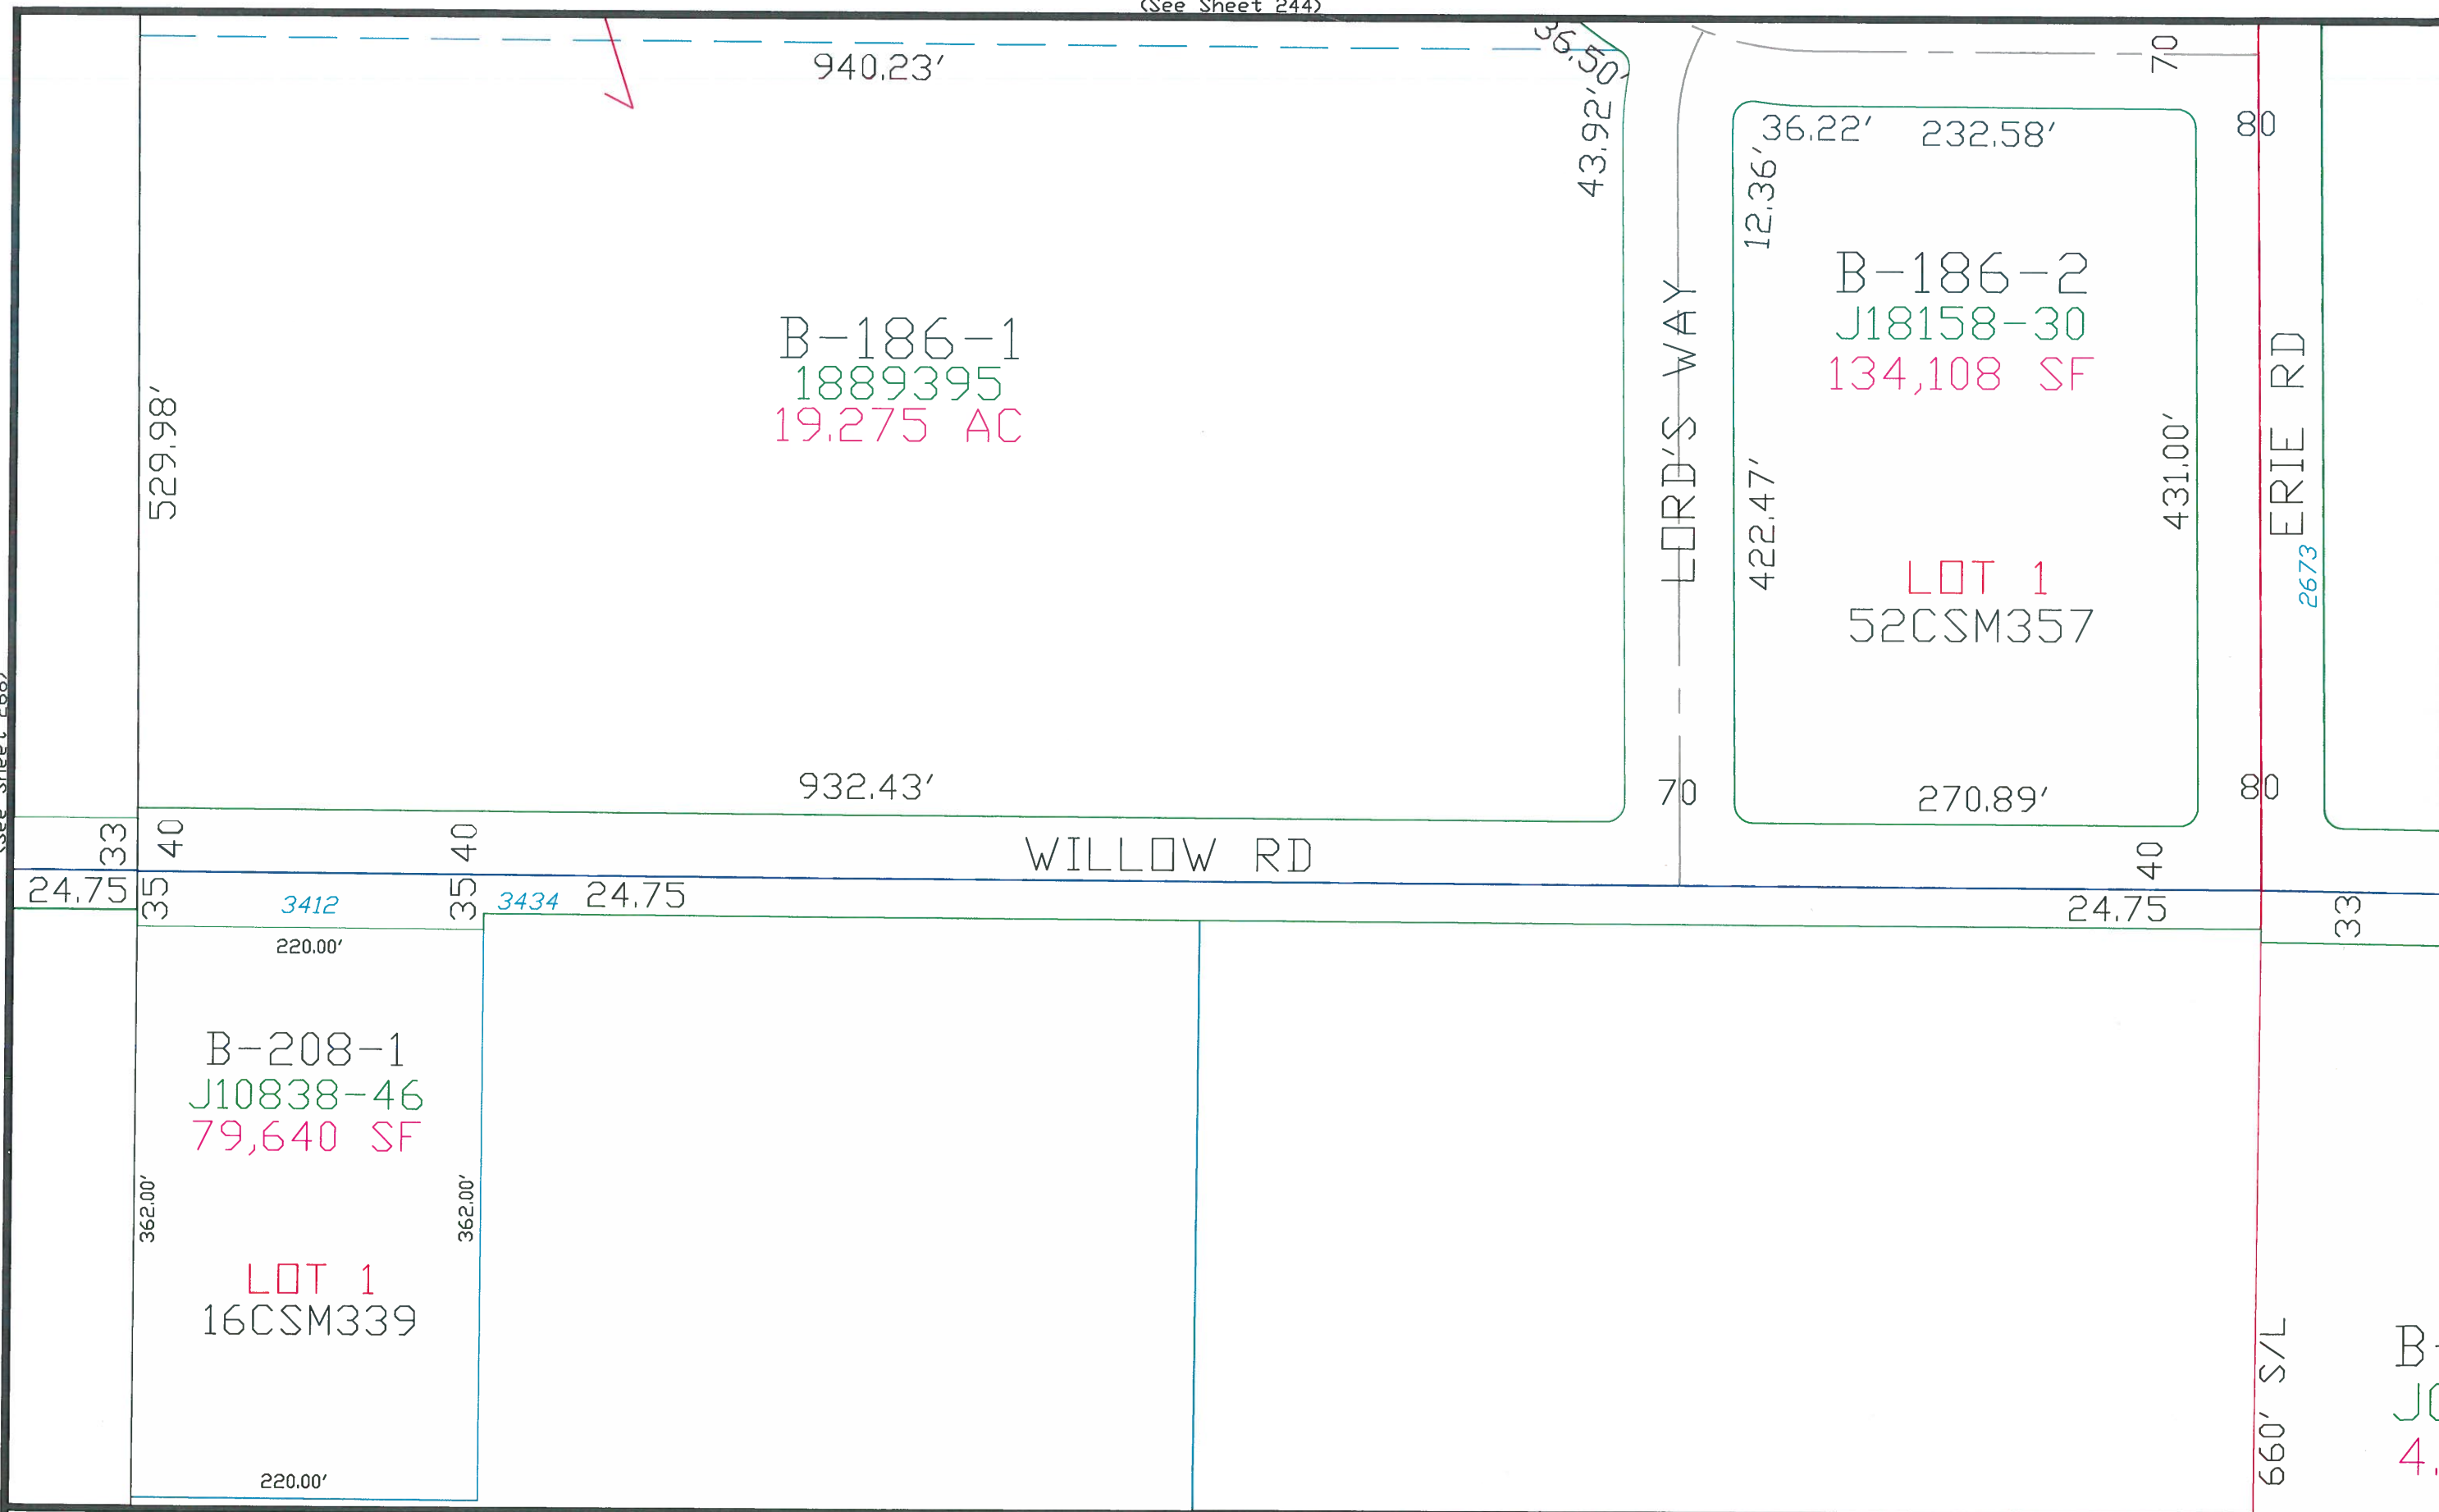 (See Sheet 244)
940.23'
36.50'
43.92'
70
80
36.22'
232.58'
12.36'
B-186-2
J18158-30
134,108 SF
B-186-1
1889395
19.275 AC
529.98'
LORD'S WAY
422.47'
431.00'
ERIE RD
2673
LOT 1
52CSM357
932.43'
70
270.89'
80
33
40
40
WILLOW RD
40
24.75
35
3412
35
3434
24.75
24.75
33
220.00'
B-208-1
J10838-46
79,640 SF
362.00'
362.00'
LOT 1
16CSM339
220.00'
660' S/L
B-
4.